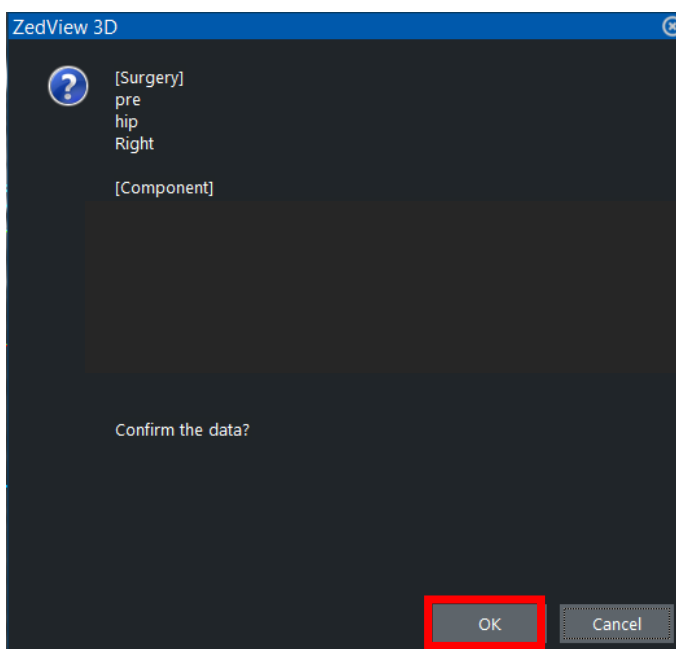 ZedView 3D
[Surgery]
pre
hip
Right
[Component]
Confirm the data?
OK
Cancel